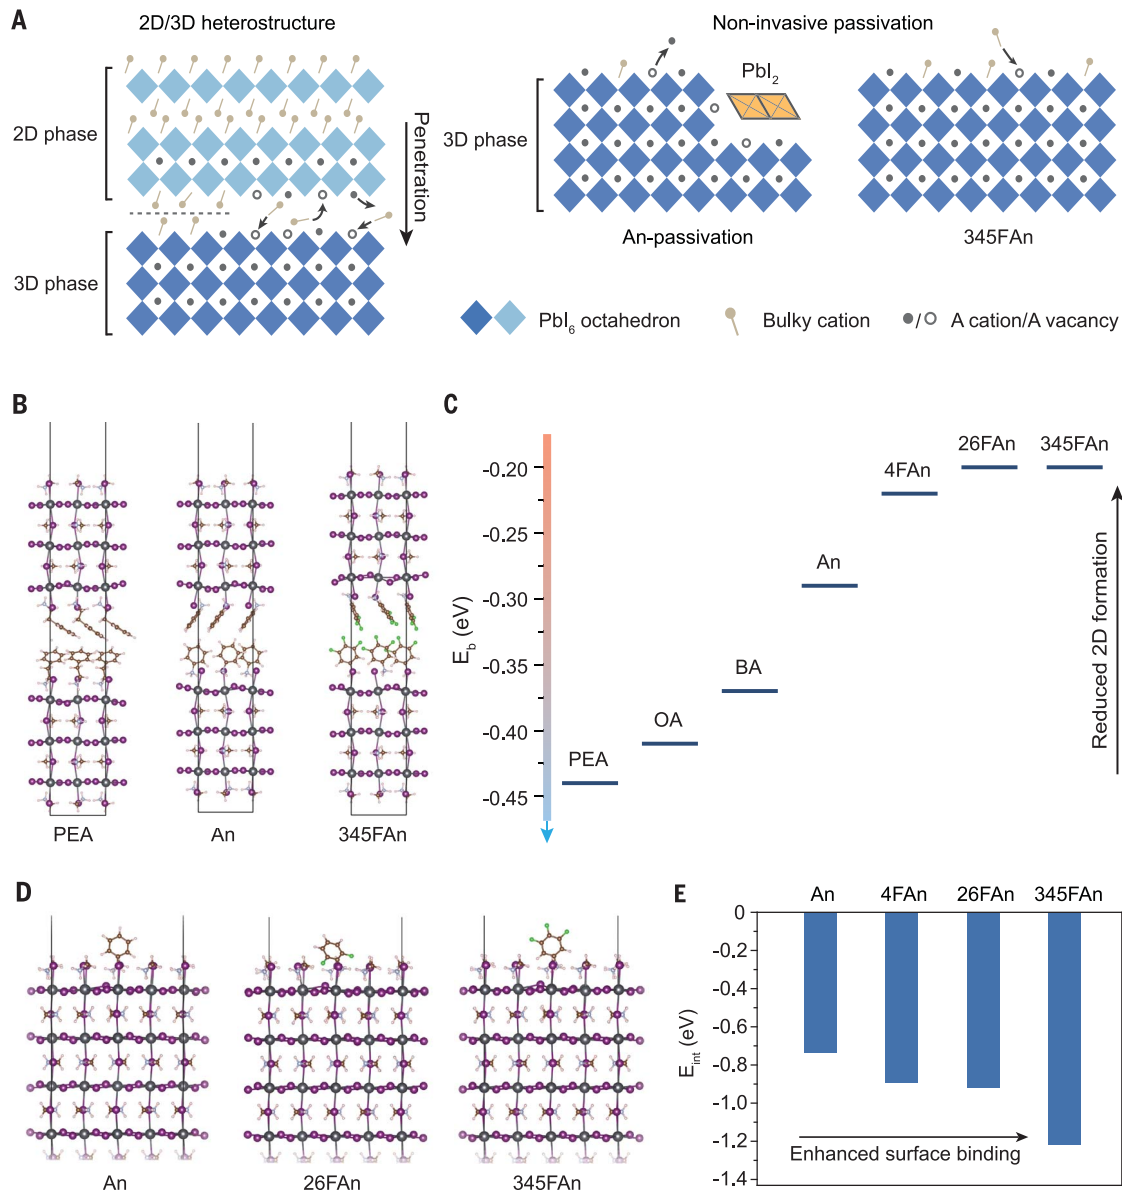 A
2D/3D heterostructure
Non-invasive passivation
2D phase
3D phase
Penetration
3D phase
PbI2
An-passivation
345FAn
PbI6 octahedron
Bulky cation
/ A cation/A vacancy
B
PEA
An
345FAn
C
Eb (eV)
-0.20
-0.25
-0.30
-0.35
-0.40
-0.45
PEA
OA
BA
An
4FAn
26FAn
345FAn
Reduced 2D formation
D
An
26FAn
345FAn
E
An
4FAn
26FAn
345FAn
Eint (eV)
0
-0.2
-0.4
-0.6
-0.8
-1.0
-1.2
-1.4
Enhanced surface binding